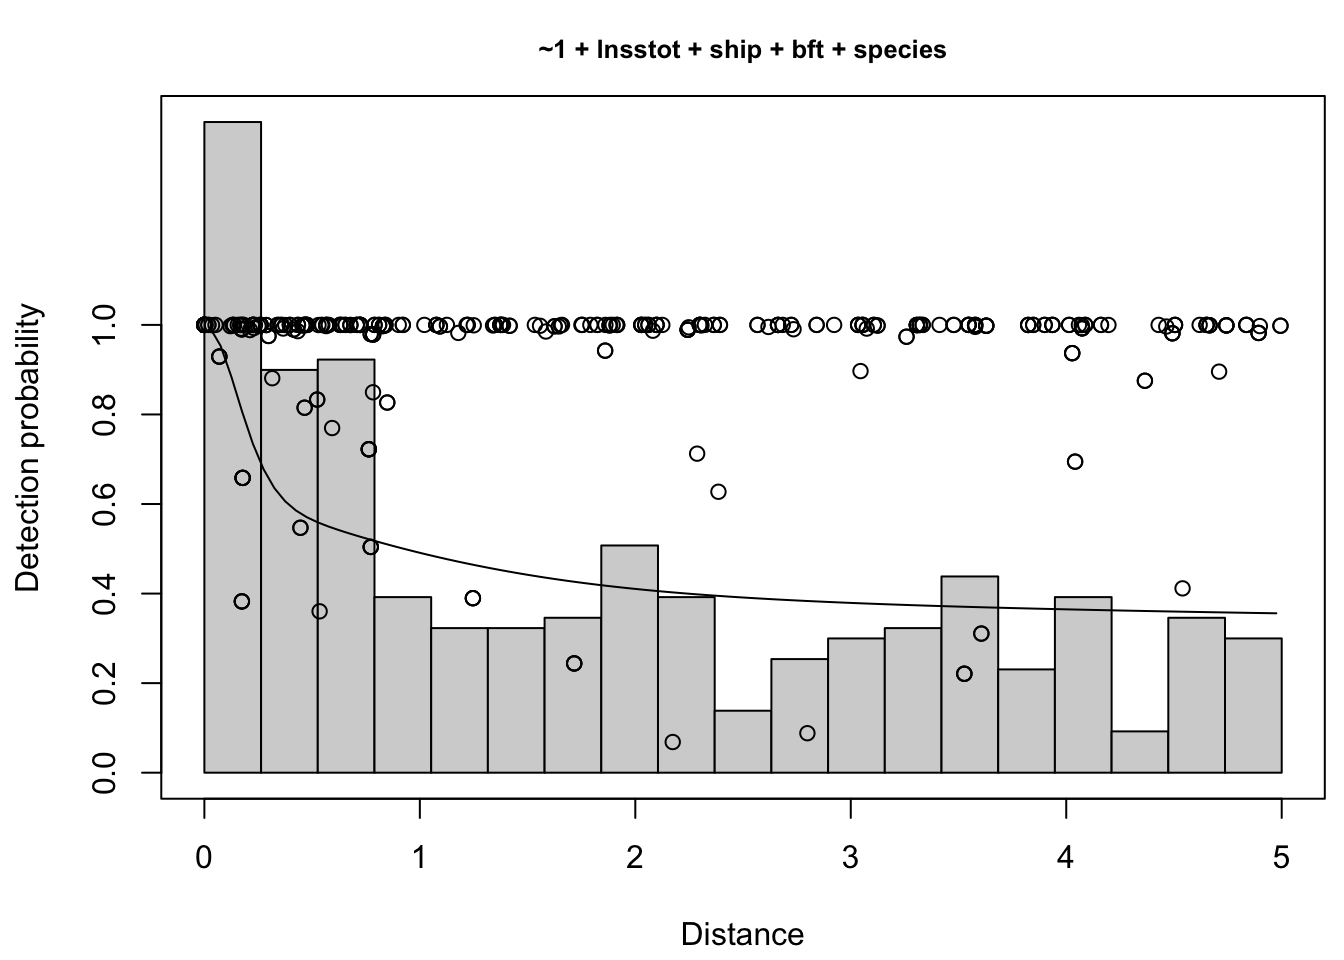 ~1 + lnsstot + ship + bft + species
Detection probability
1.0
0.8
0.6
0.4
0.2
0.0
0 1 2 3 4 5
Distance